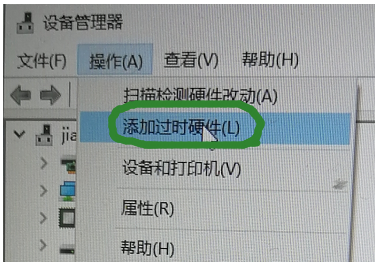 设备管理器
文件(F) 操作(A) 查看(V) 帮助(H)
扫描检测硬件改动(A)
添加过时硬件(L)
jia
设备和打印机(V)
属性(R)
帮助(H)